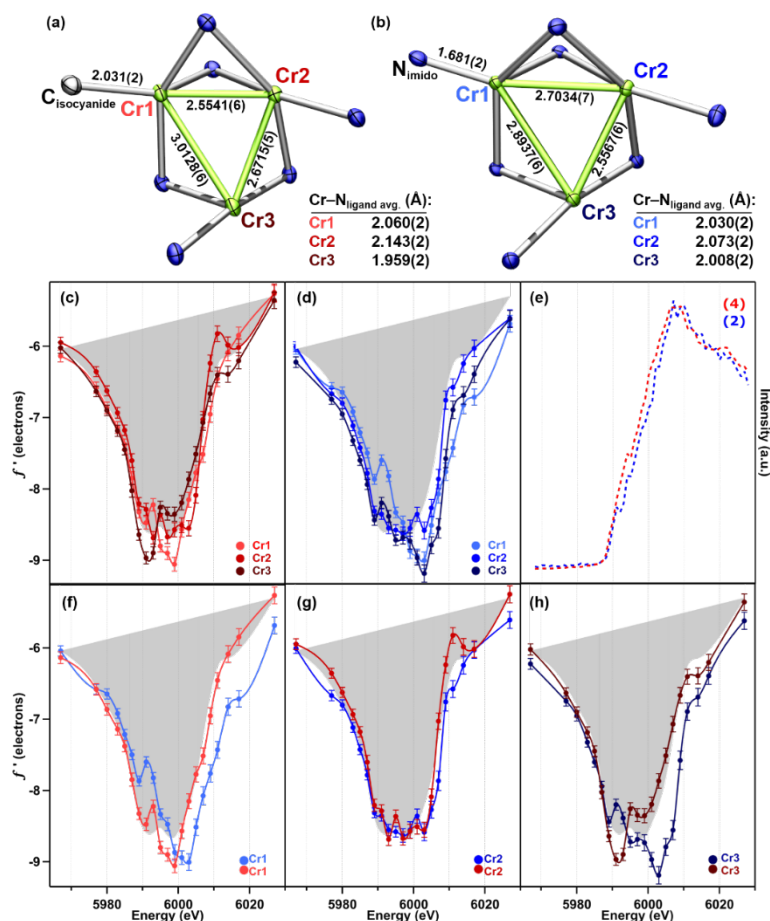 (a)
2.031(2)
C isocyanide
Cr1
Cr2
2.5541(6)
3.0128(6)
2.6715(5)
Cr3
Cr–N ligand avg. (Å):
Cr1 2.060(2)
Cr2 2.143(2)
Cr3 1.959(2)
(b)
1.681(2)
N imido
Cr1
Cr2
2.7034(7)
2.8937(6)
2.5567(6)
Cr3
Cr–N ligand avg. (Å):
Cr1 2.030(2)
Cr2 2.073(2)
Cr3 2.008(2)
(c)
-6
-7
-8
-9
f ' (electrons)
Cr1
Cr2
Cr3
(d)
Cr1
Cr2
Cr3
(e)
(4)
(2)
Intensity (a.u.)
(f)
-6
-7
-8
-9
f ' (electrons)
Cr1
Cr1
5980 6000 6020
Energy (eV)
(g)
Cr2
Cr2
5980 6000 6020
Energy (eV)
(h)
Cr3
Cr3
5980 6000 6020
Energy (eV)